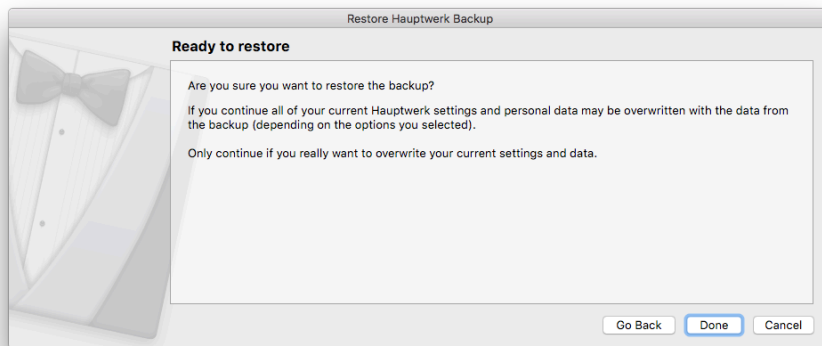 Restore Hauptwerk Backup
Ready to restore
Are you sure you want to restore the backup?
If you continue all of your current Hauptwerk settings and personal data may be overwritten with the data from
the backup (depending on the options you selected).
Only continue if you really want to overwrite your current settings and data.
Go Back Done Cancel